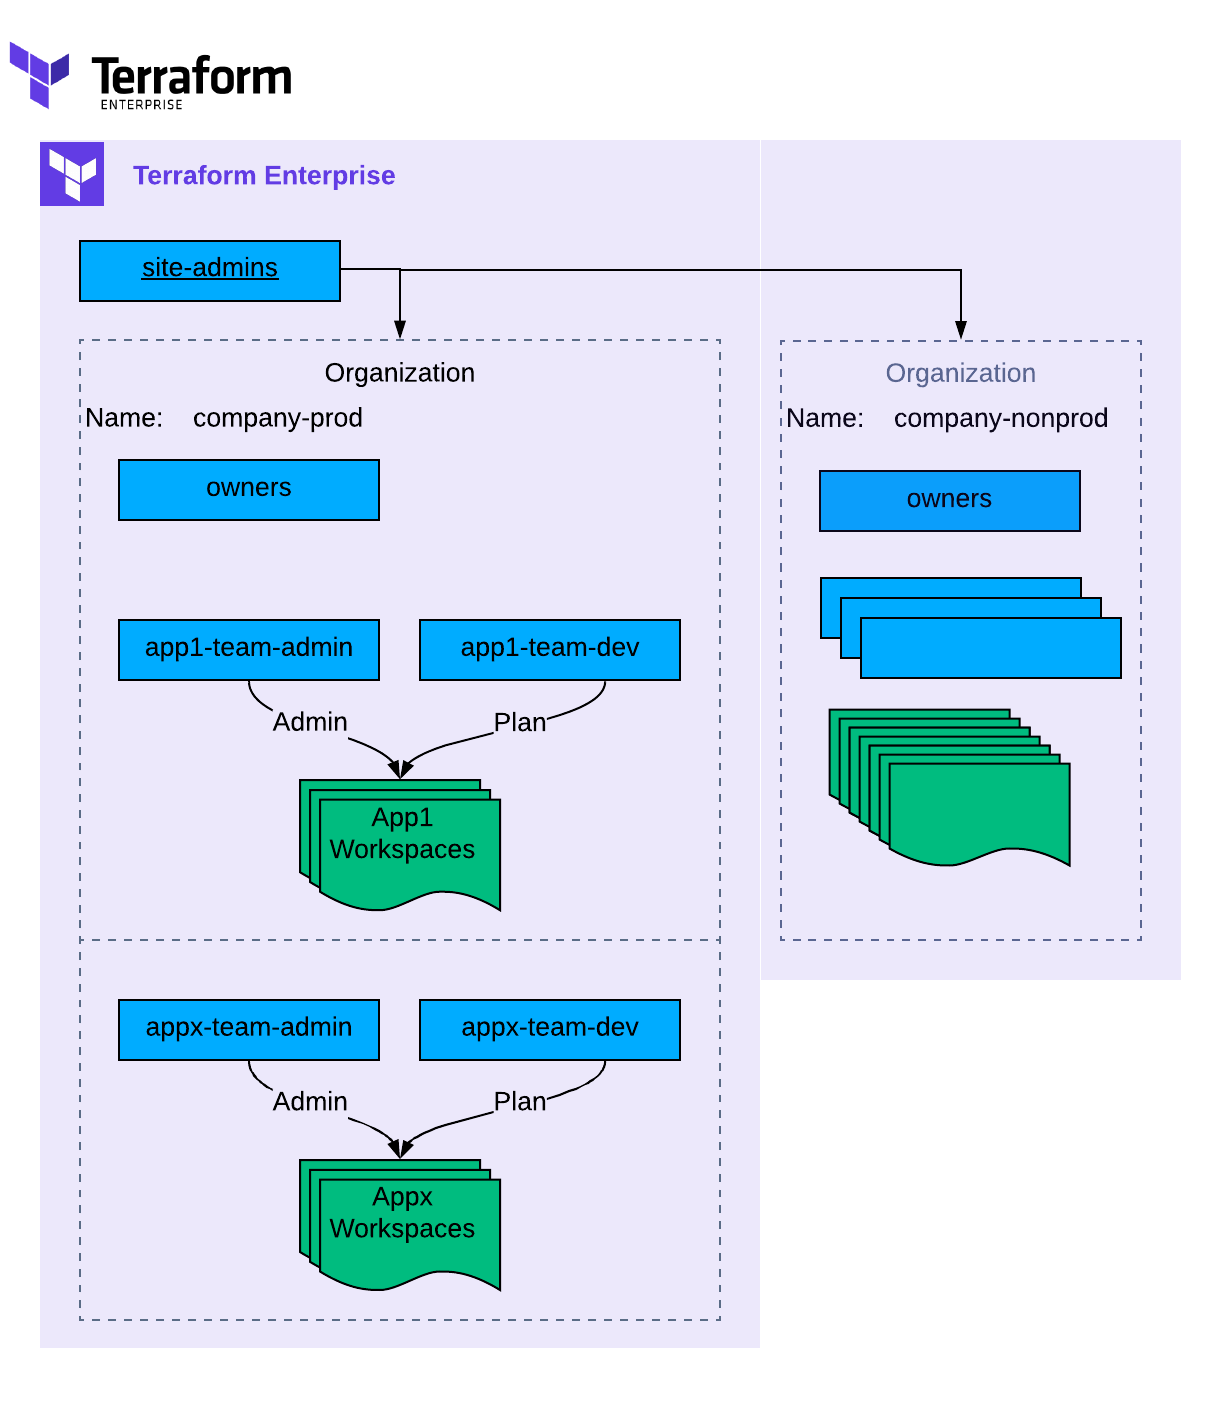 Terraform
ENTERPRISE
Terraform Enterprise
site-admins
Organization
Name: company-prod
owners
app1-team-admin
app1-team-dev
Admin
Plan
App1
Workspaces
appx-team-admin
appx-team-dev
Admin
Plan
Appx
Workspaces
Organization
Name: company-nonprod
owners